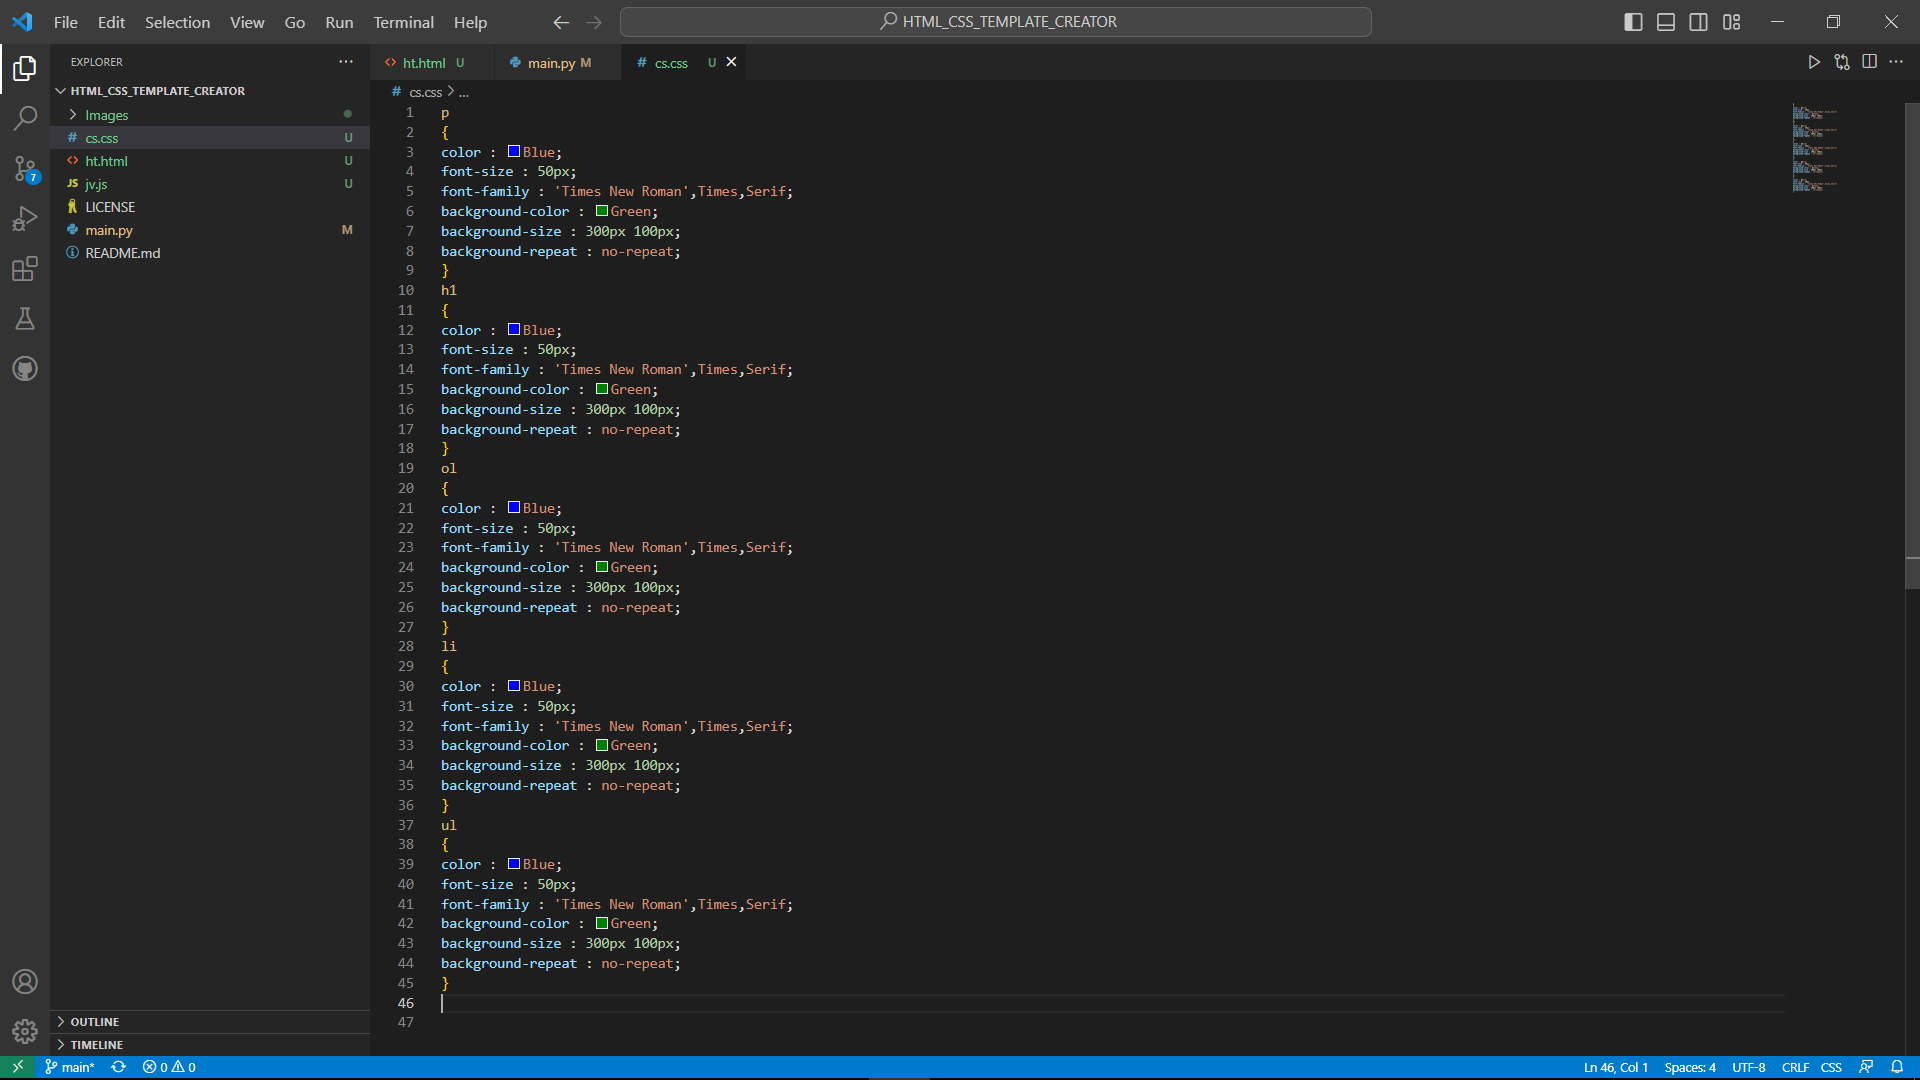 File Edit Selection View Go Run Terminal Help
HTML_CSS_TEMPLATE_CREATOR
EXPLORER
HTML_CSS_TEMPLATE_CREATOR
Images
cs.css U
ht.html U
jv.js U
LICENSE
main.py M
README.md
OUTLINE
TIMELINE
7
ht.html U main.py M cs.css U
cs.css > ...
1 p
2 {
3 color : Blue;
4 font-size : 50px;
5 font-family : 'Times New Roman',Times,Serif;
6 background-color : Green;
7 background-size : 300px 100px;
8 background-repeat : no-repeat;
9 }
10 h1
11 {
12 color : Blue;
13 font-size : 50px;
14 font-family : 'Times New Roman',Times,Serif;
15 background-color : Green;
16 background-size : 300px 100px;
17 background-repeat : no-repeat;
18 }
19 ol
20 {
21 color : Blue;
22 font-size : 50px;
23 font-family : 'Times New Roman',Times,Serif;
24 background-color : Green;
25 background-size : 300px 100px;
26 background-repeat : no-repeat;
27 }
28 li
29 {
30 color : Blue;
31 font-size : 50px;
32 font-family : 'Times New Roman',Times,Serif;
33 background-color : Green;
34 background-size : 300px 100px;
35 background-repeat : no-repeat;
36 }
37 ul
38 {
39 color : Blue;
40 font-size : 50px;
41 font-family : 'Times New Roman',Times,Serif;
42 background-color : Green;
43 background-size : 300px 100px;
44 background-repeat : no-repeat;
45 }
46
47
main* 0 0 Ln 46, Col 1 Spaces: 4 UTF-8 CRLF CSS